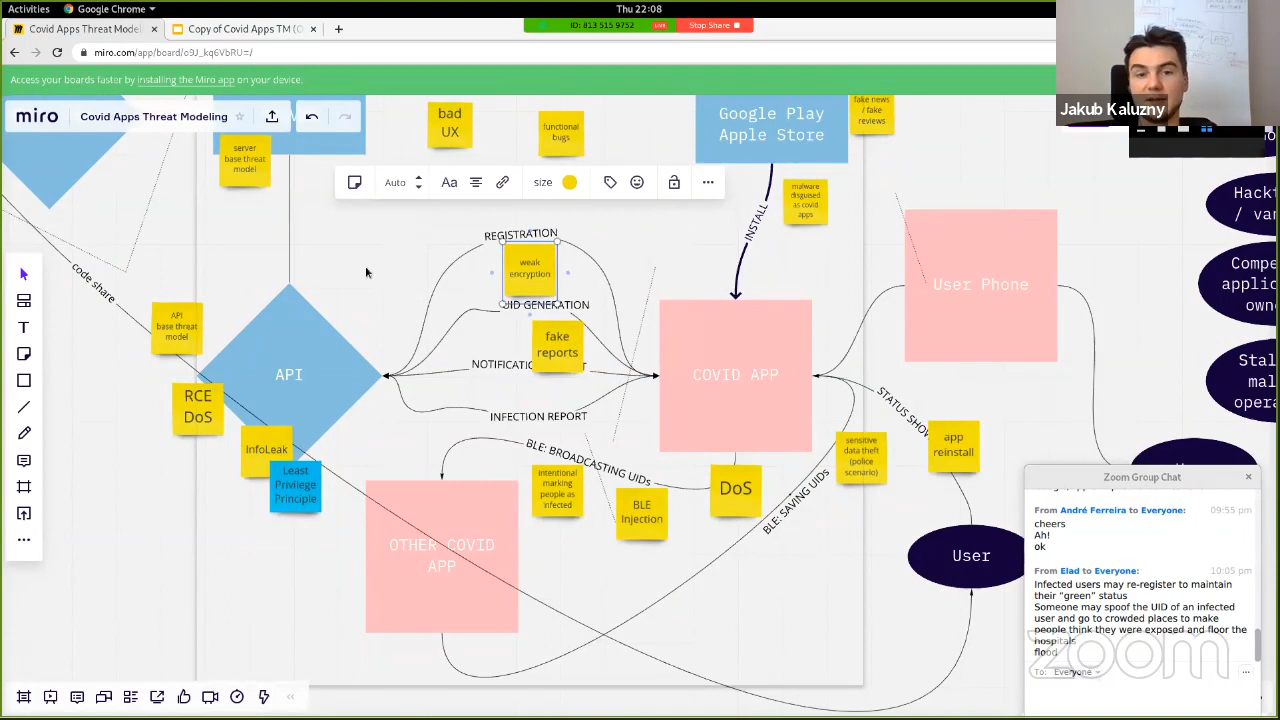 Activities
Google Chrome
Thu 22:08
Covid Apps Threat Model
Copy of Covid Apps TM (O
ID: 813 515 9752
LIVE
Stop Share
miro.com/app/board/o9J_kq6VbRU=/
Access your boards faster by installing the Miro app on your device.
Jakub Kaluzny
miro
Covid Apps Threat Modeling
bad
UX
functional
bugs
Google Play
Apple Store
fake news
/ fake
reviews
server
base threat
model
Auto
Aa
size
malware
disguised
as covid
apps
INSTALL
REGISTRATION
weak
encryption
UID GENERATION
fake
reports
code share
API
base threat
model
API
RCE
DoS
InfoLeak
Least
Privilege
Principle
INFECTION REPORT
COVID APP
User Phone
STATUS SHOW
app
reinstall
sensitive
data theft
(police
scenario)
BLE: BROADCASTING UIDs
intentional
marking
people as
infected
BLE
Injection
DoS
BLE: SAVING UIDs
OTHER COVID
APP
User
Zoom Group Chat
From André Ferreira to Everyone:
09:55 pm
cheers
Ah!
ok
From Elad to Everyone:
10:05 pm
Infected users may re-register to maintain
their “green” status
Someone may spoof the UID of an infected
user and go to crowded places to make
people think they were exposed and floor the
hospitals
flood
To: Everyone
zoom